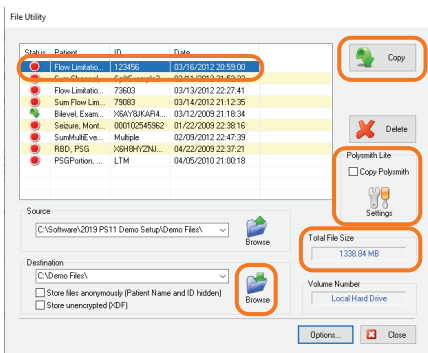 File Utility
Status Patient ID Date
Flow Limitatio... 123456 03/16/2012 20:59:00
Flow Limitatio... 73603 03/13/2012 22:27:41
Sum Flow Lim... 79083 03/14/2012 21:12:35
Bilevel, Exam... X6AY8JKAR4... 03/12/2009 21:18:34
Seizure, Mont... 000102545962 01/22/2009 22:38:16
SumMultiEve... Multiple 02/09/2012 22:47:39
RBD, PSG X6H8HYZNJ... 04/22/2009 22:37:21
PSGPortion, ... LTM 04/05/2010 21:00:18
Copy
Delete
Polysmith Lite
Copy Polysmith
Settings
Source
C:\Software\2019 PS11 Demo Setup\Demo Files\
Browse
Total File Size
1338.84 MB
Destination
C:\Demo Files\
Browse
Store files anonymously (Patient Name and ID hidden)
Store unencrypted (XDF)
Volume Number
Local Hard Drive
Options...
Close